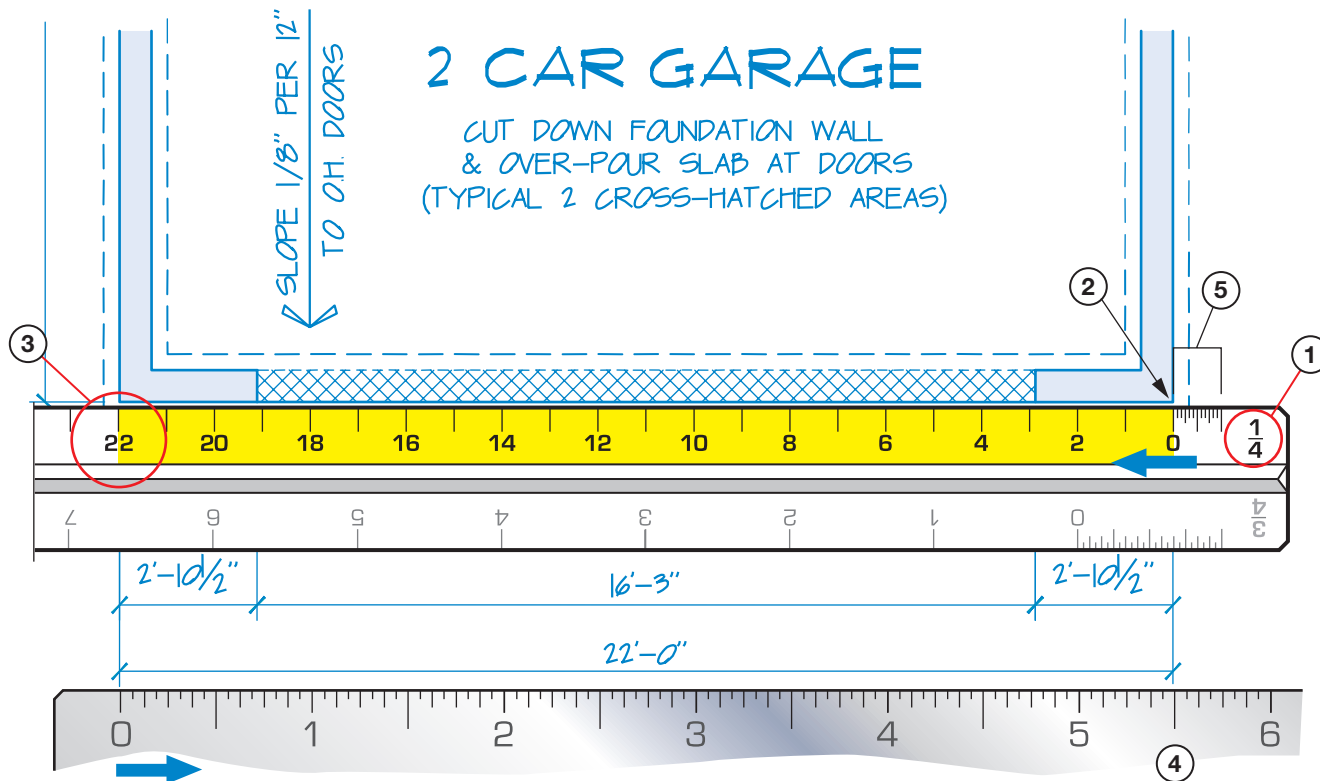 SLOPE 1/8" PER 12"
TO O.H. DOORS
2 CAR GARAGE
CUT DOWN FOUNDATION WALL
& OVER-POUR SLAB AT DOORS
(TYPICAL 2 CROSS-HATCHED AREAS)
2
5
3
1
22 20 18 16 14 12 10 8 6 4 2 0 1/4
7 6 5 4 3 2 1 0 3/4
2'-10 1/2" 16'-3" 2'-10 1/2"
22'-0"
0 1 2 3 4 5 6
4